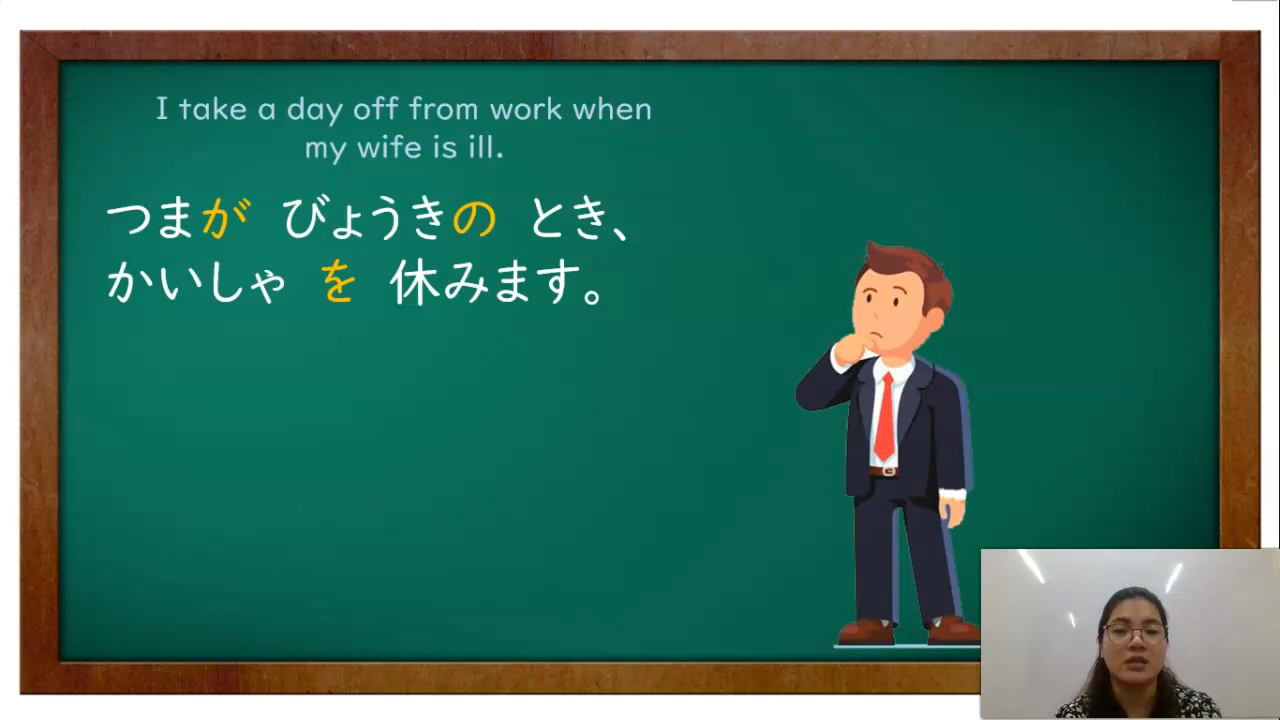 I take a day off from work when
my wife is ill.
つまが びょうきの とき、
かいしゃ を 休みます。